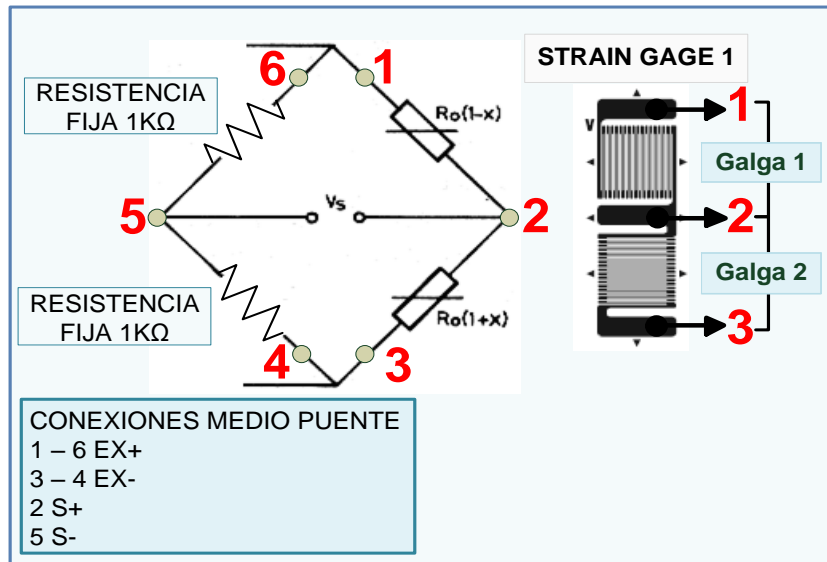 STRAIN GAGE 1
RESISTENCIA
FIJA 1KΩ
6
1
Ro(1-x)
V
1
Galga 1
5
Vs
2
2
RESISTENCIA
FIJA 1KΩ
Galga 2
Ro(1+x)
4
3
3
CONEXIONES MEDIO PUENTE
1 – 6 EX+
3 – 4 EX-
2 S+
5 S-